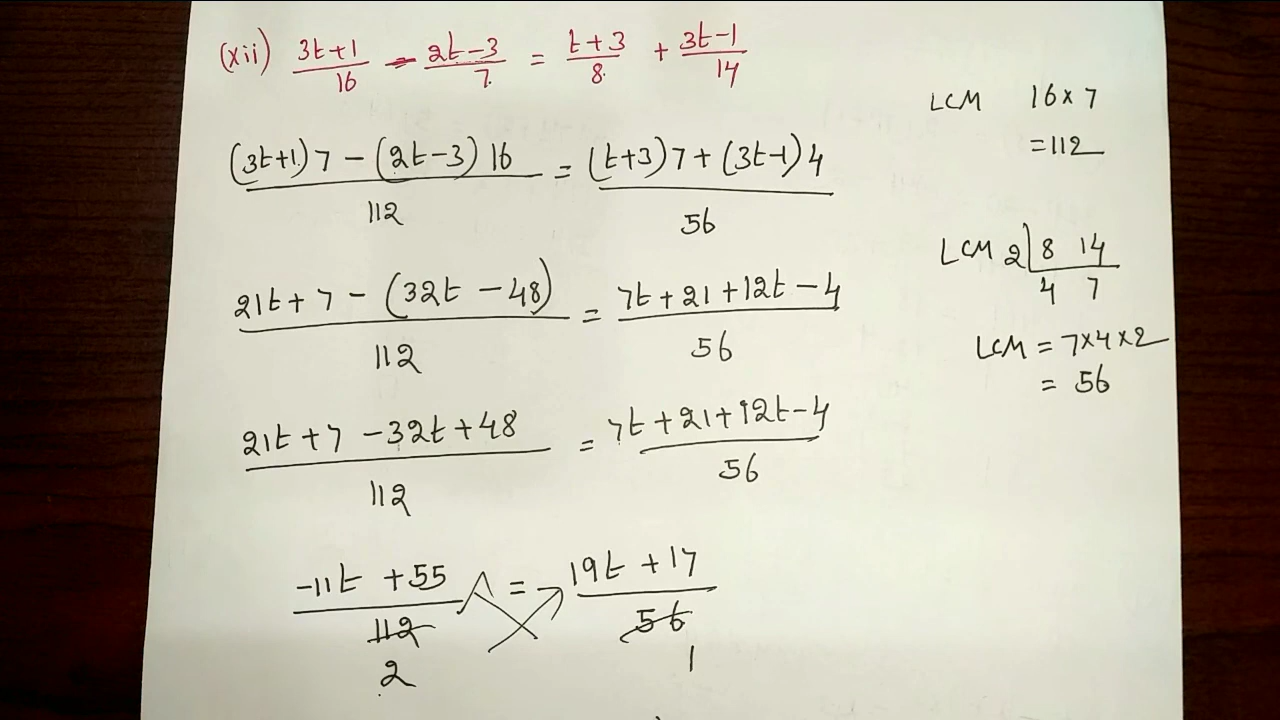 (xii) 3t+1/16 - 2t-3/7 = t+3/8 + 3t-1/14
(3t+1)7 - (2t-3)16/112 = (t+3)7 + (3t-1)4/56
21t + 7 - (32t - 48)/112 = 7t + 21 + 12t - 4/56
21t + 7 - 32t + 48/112 = 7t + 21 + 12t - 4/56
-11t + 55/112 = 19t + 17/56
2 1
LCM 16 × 7
= 112
LCM 2 | 8 14
4 7
LCM = 7×4×2
= 56